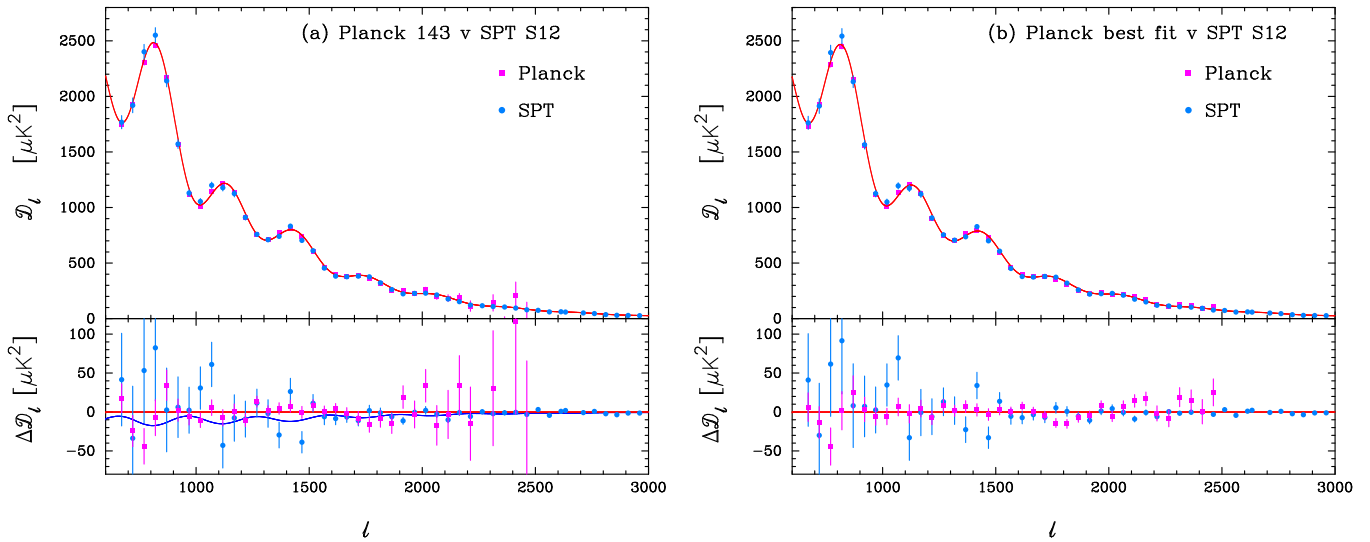 (a) Planck 143 v SPT S12
Planck
SPT
2500
2000
1500
1000
500
0
𝒟ℓ [μK²]
100
50
0
−50
Δ𝒟ℓ [μK²]
1000 1500 2000 2500 3000
ℓ
(b) Planck best fit v SPT S12
Planck
SPT
2500
2000
1500
1000
500
0
𝒟ℓ [μK²]
100
50
0
−50
Δ𝒟ℓ [μK²]
1000 1500 2000 2500 3000
ℓ